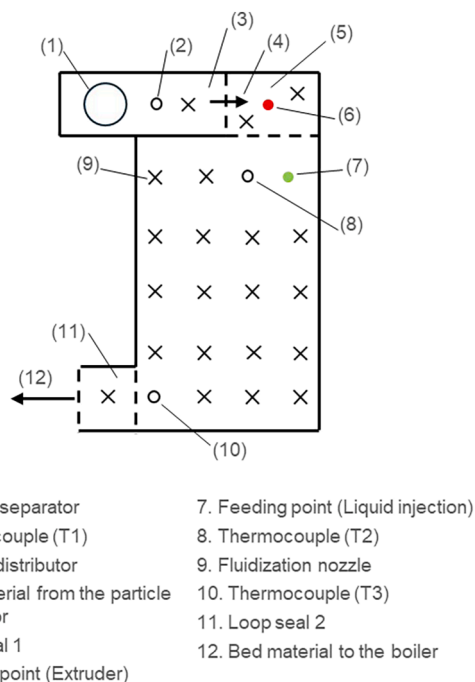 (1)
(2)
(3)
(4)
(5)
(6)
(7)
(8)
(9)
(11)
(12)
(10)
separator
couple (T1)
distributor
erial from the particle
or
al 1
point (Extruder)
7. Feeding point (Liquid injection)
8. Thermocouple (T2)
9. Fluidization nozzle
10. Thermocouple (T3)
11. Loop seal 2
12. Bed material to the boiler